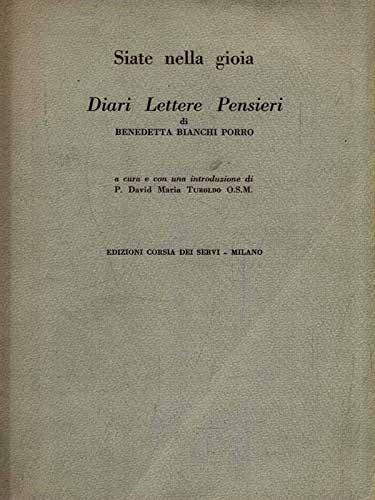 Siate nella gioia
Diari Lettere Pensieri
di
BENEDETTA BIANCHI PORRO
a cura e con una introduzione di
P. David Maria TUROLDO O.S.M.
EDIZIONI CORSIA DEI SERVI - MILANO